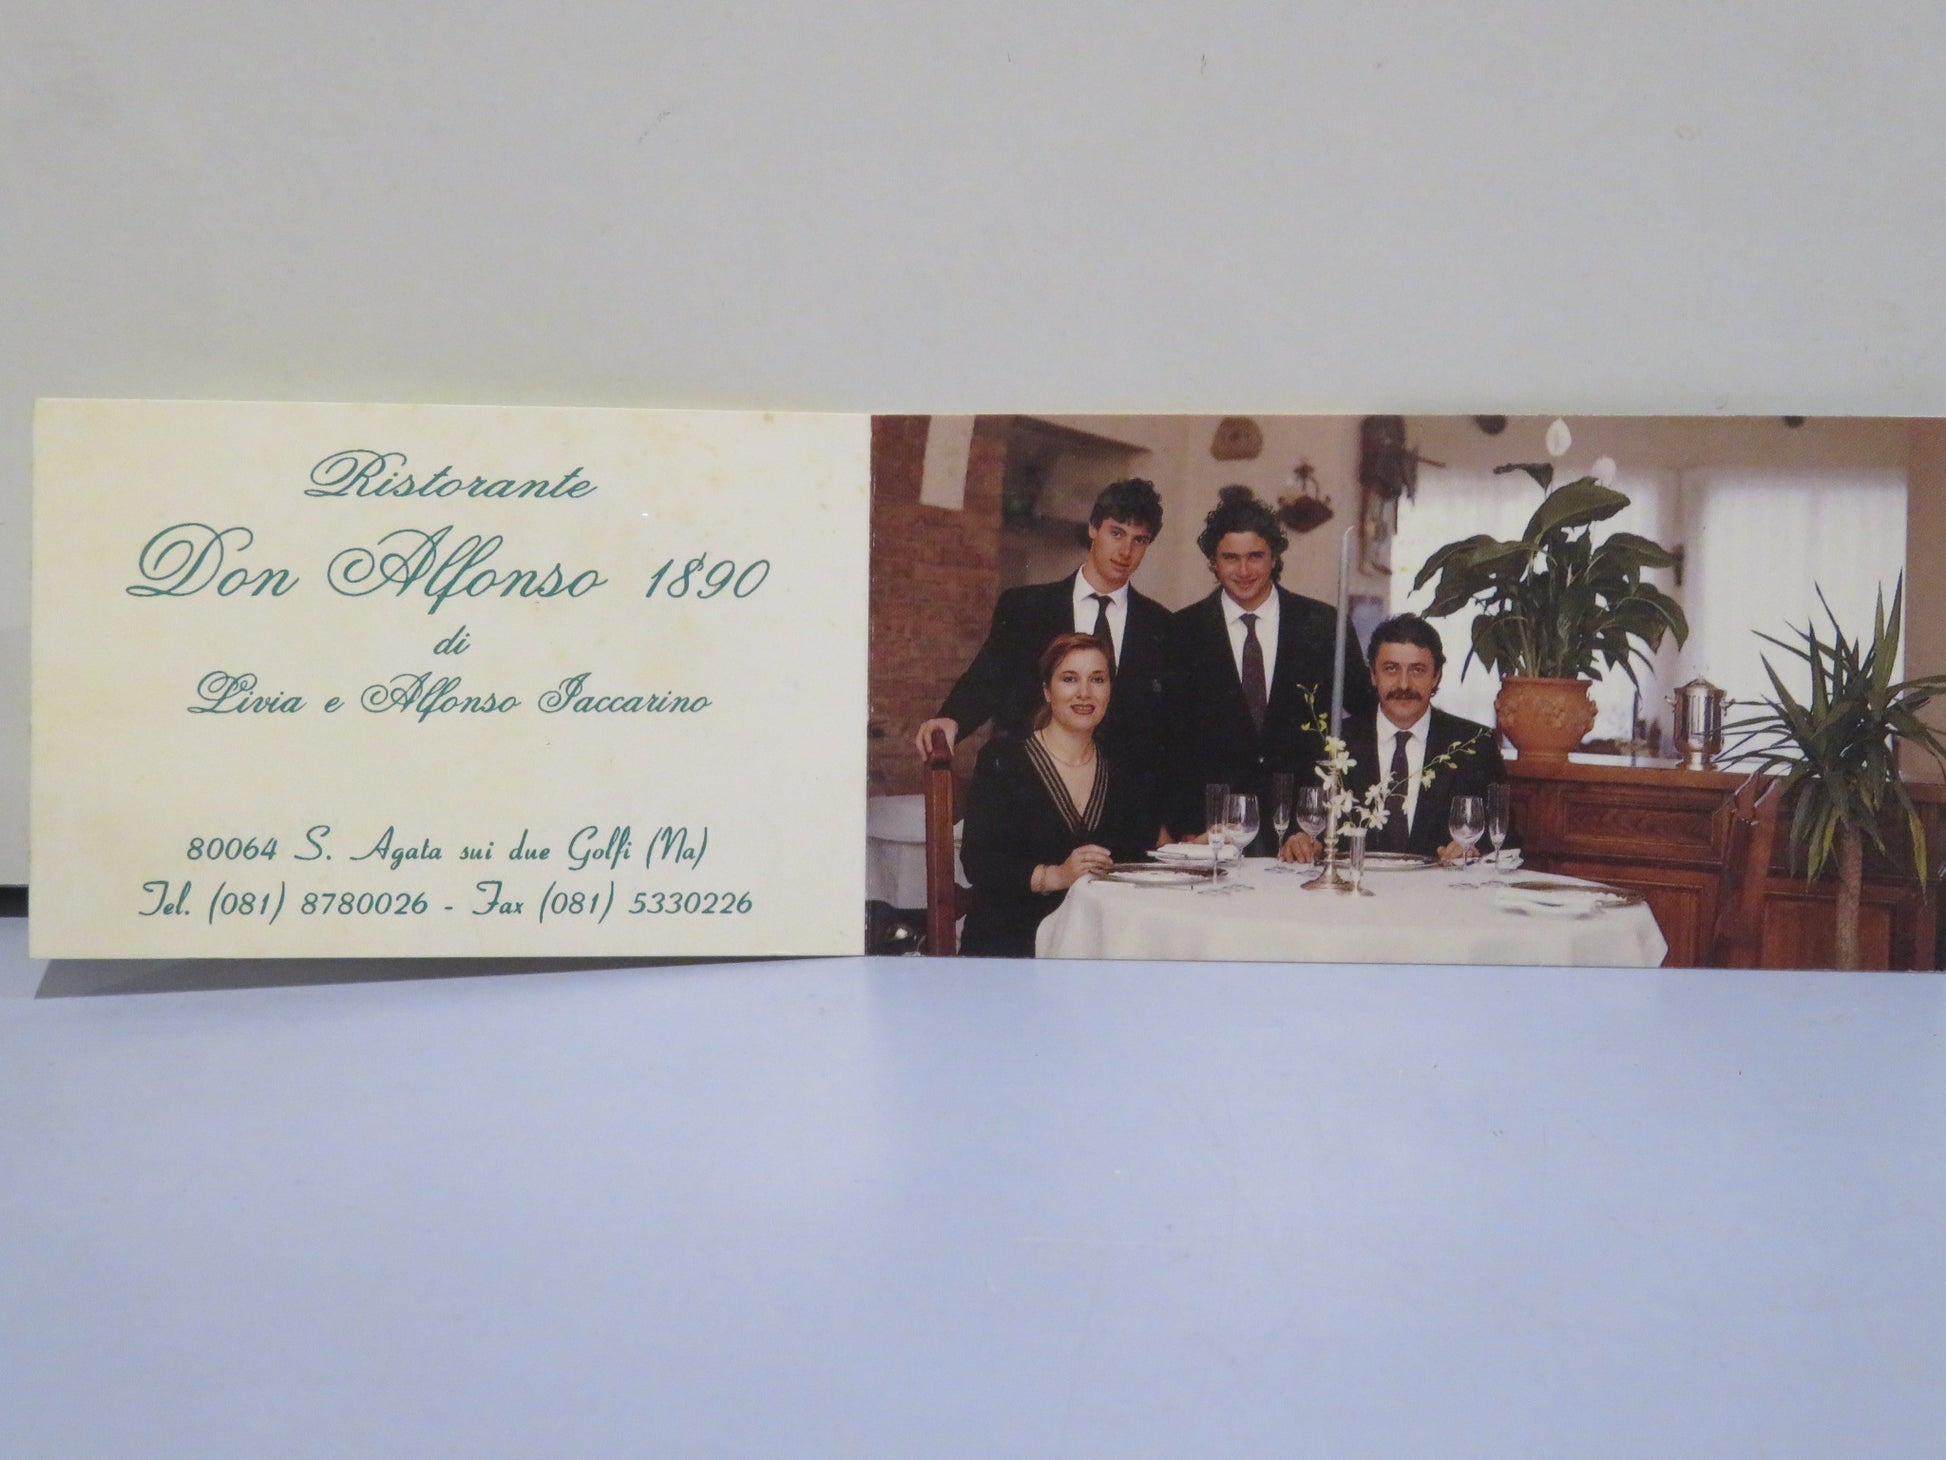 Ristorante
Don Alfonso 1890
di
Livia e Alfonso Iaccarino
80064 S. Agata sui due Golfi (Na)
Tel. (081) 8780026 - Fax (081) 5330226